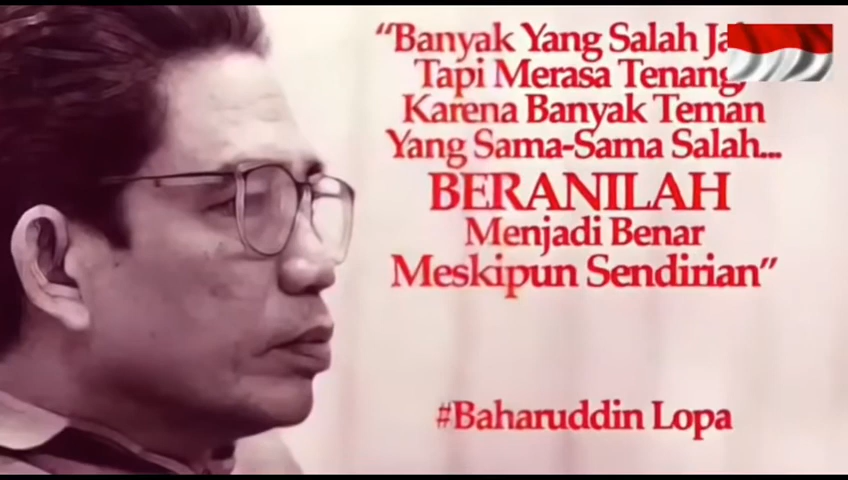 “Banyak Yang Salah
Tapi Merasa Tenang,
Karena Banyak Teman
Yang Sama-Sama Salah...
BERANILAH
Menjadi Benar
Meskipun Sendirian”
#Baharuddin Lopa